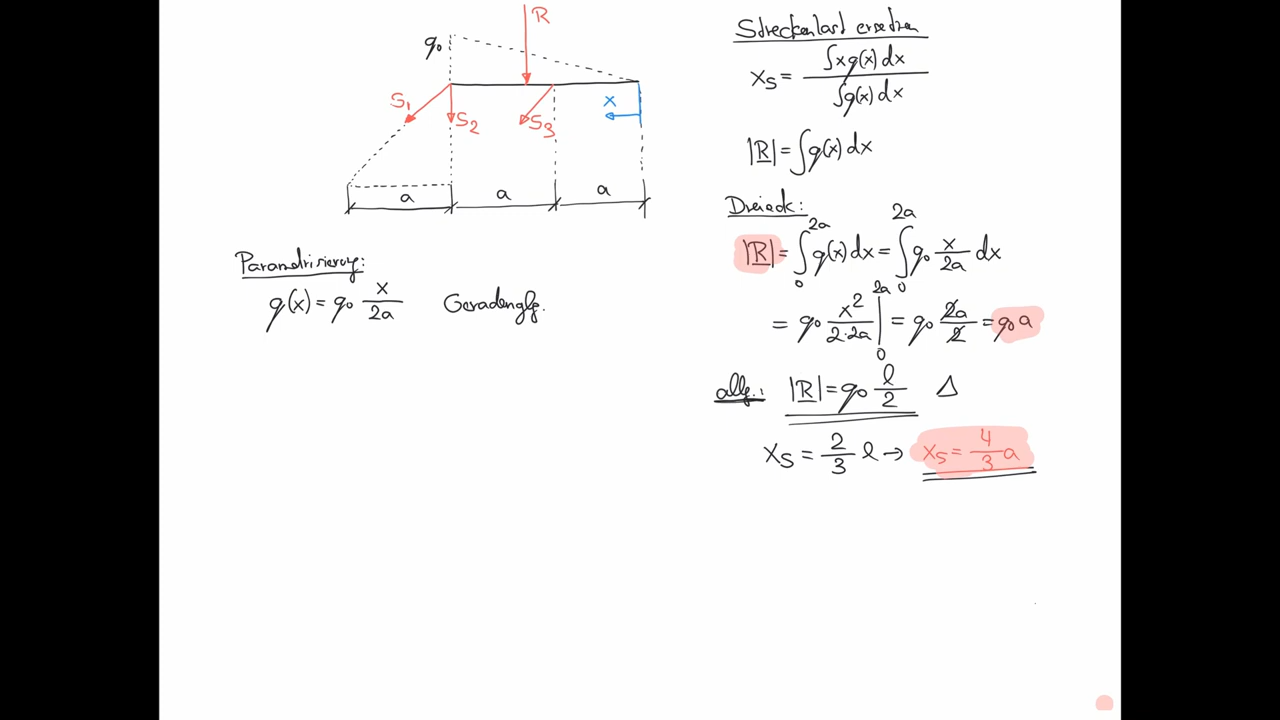 R
q₀
S₁
S₂
S₃
x
a
a
a
Parametrisierung:
q(x) = q₀ x/2a Geradenglg.
Streckenlast ersetzen
x_S = ∫xq(x)dx / ∫q(x)dx
|R| = ∫q(x)dx
Dreieck:
|R| = ∫₀^2a q(x)dx = ∫₀^2a q₀ x/2a dx
= q₀ x²/2·2a |₀^2a = q₀ 2a/2 = q₀a
allg.: |R| = q₀ l/2 Δ
x_S = 2/3 l → x_S = 4/3 a